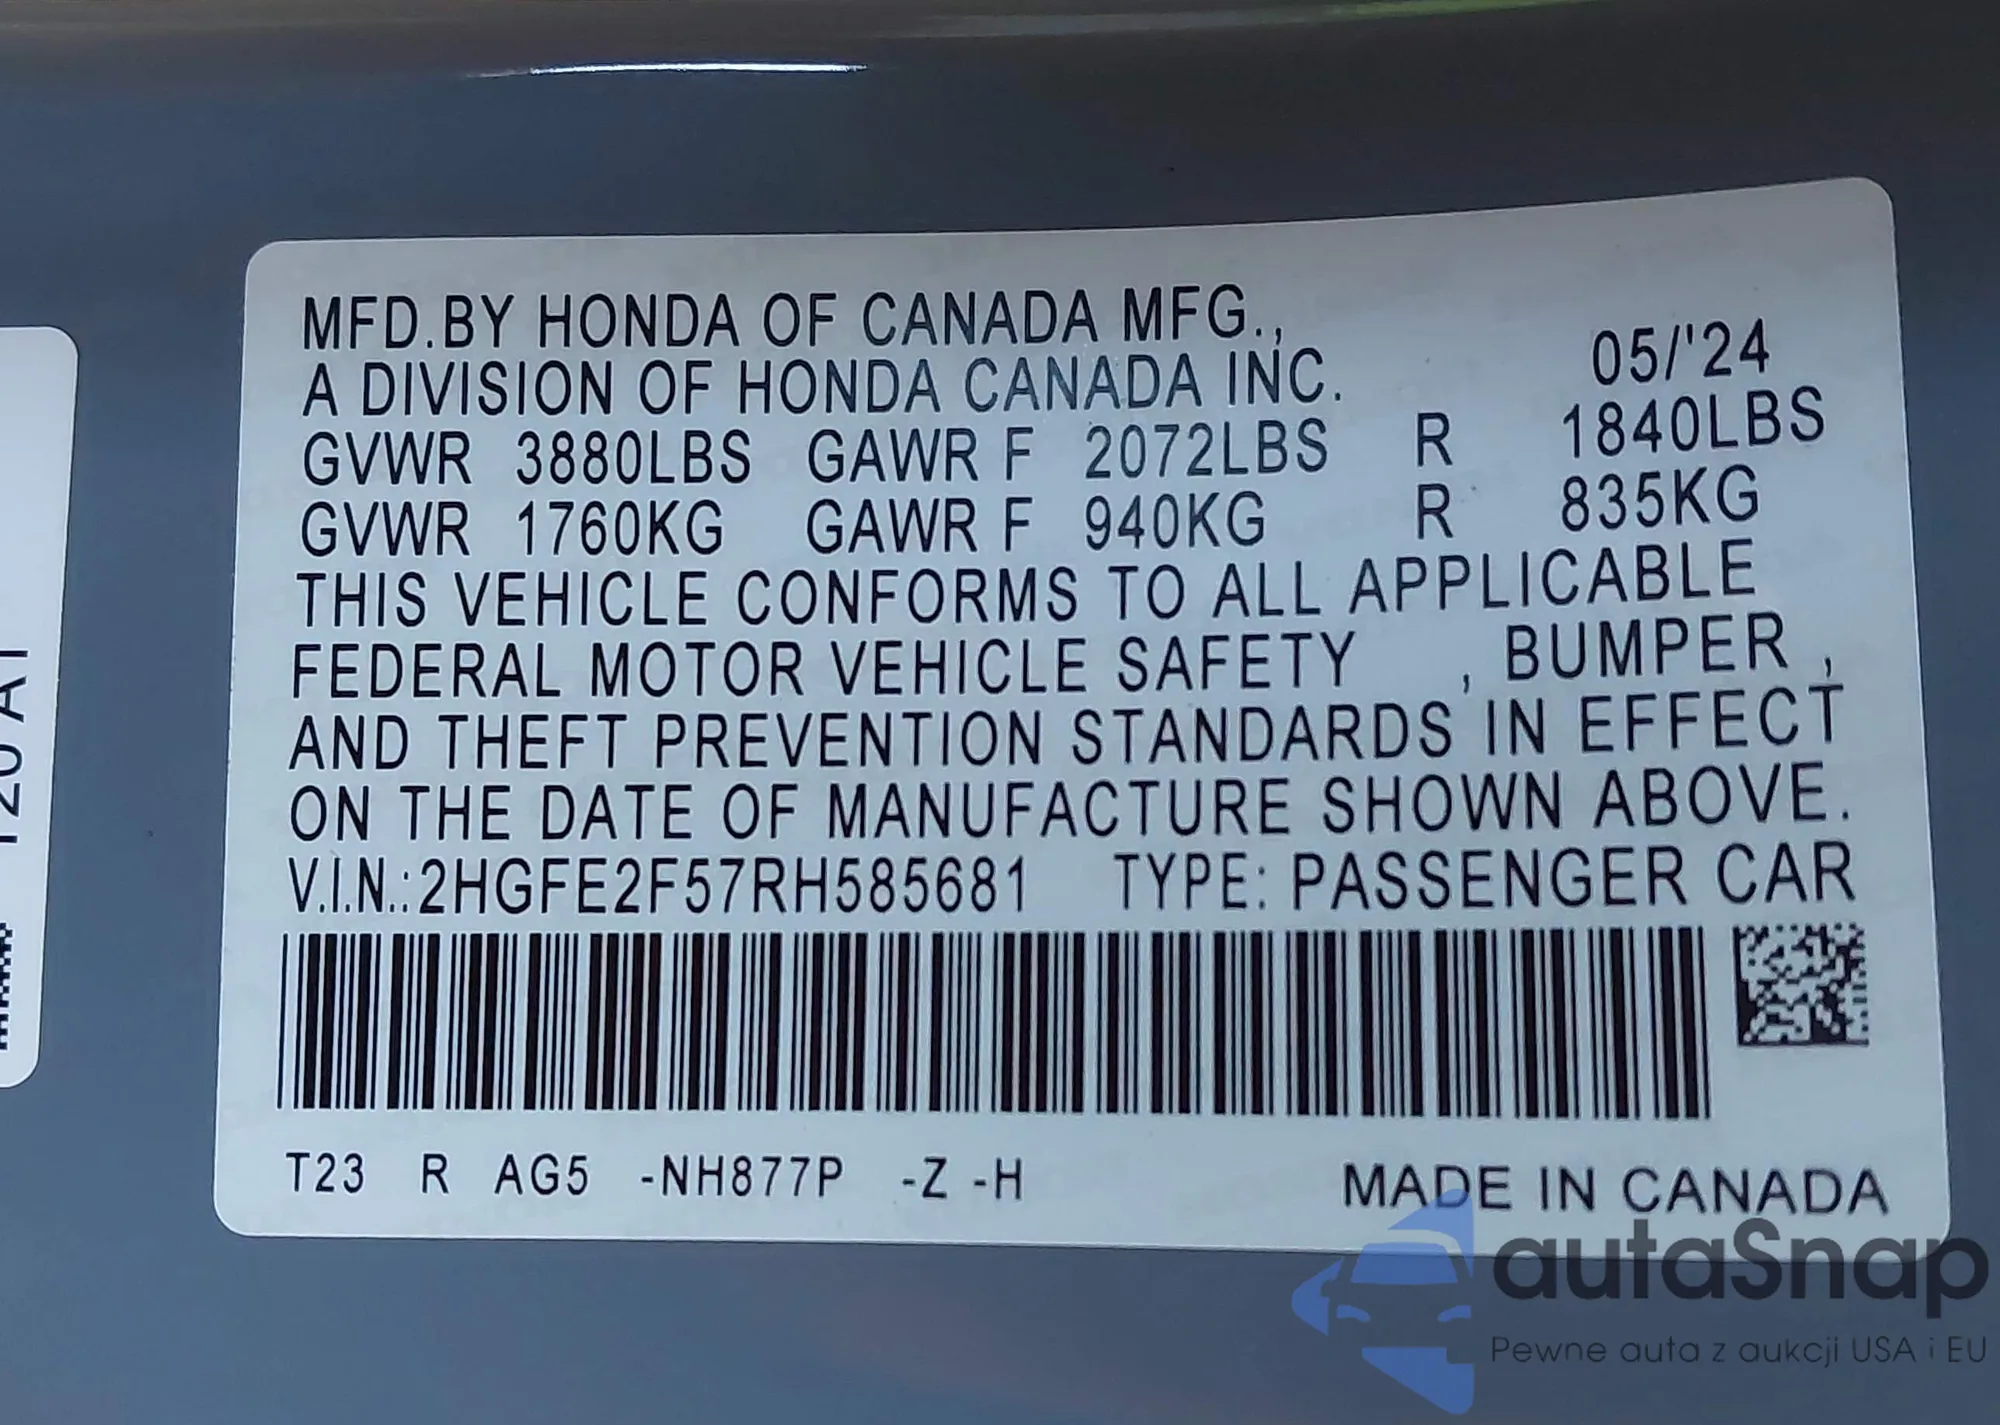 MFD.BY HONDA OF CANADA MFG.,
A DIVISION OF HONDA CANADA INC. 05/'24
GVWR 3880LBS GAWR F 2072LBS R 1840LBS
GVWR 1760KG GAWR F 940KG R 835KG
THIS VEHICLE CONFORMS TO ALL APPLICABLE
FEDERAL MOTOR VEHICLE SAFETY , BUMPER ,
AND THEFT PREVENTION STANDARDS IN EFFECT
ON THE DATE OF MANUFACTURE SHOWN ABOVE.
V.I.N.:2HGFE2F57RH585681 TYPE: PASSENGER CAR
T23 R AG5 -NH877P -Z -H
MADE IN CANADA
autaSnap
Pewne auta z aukcji USA i EU